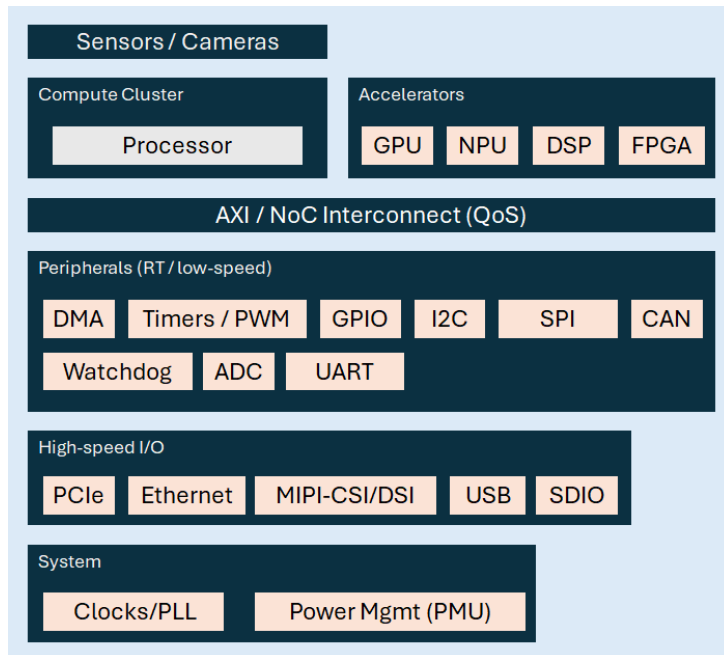 Sensors / Cameras
Compute Cluster
Processor
Accelerators
GPU NPU DSP FPGA
AXI / NoC Interconnect (QoS)
Peripherals (RT / low-speed)
DMA Timers / PWM GPIO I2C SPI CAN
Watchdog ADC UART
High-speed I/O
PCIe Ethernet MIPI-CSI/DSI USB SDIO
System
Clocks/PLL Power Mgmt (PMU)